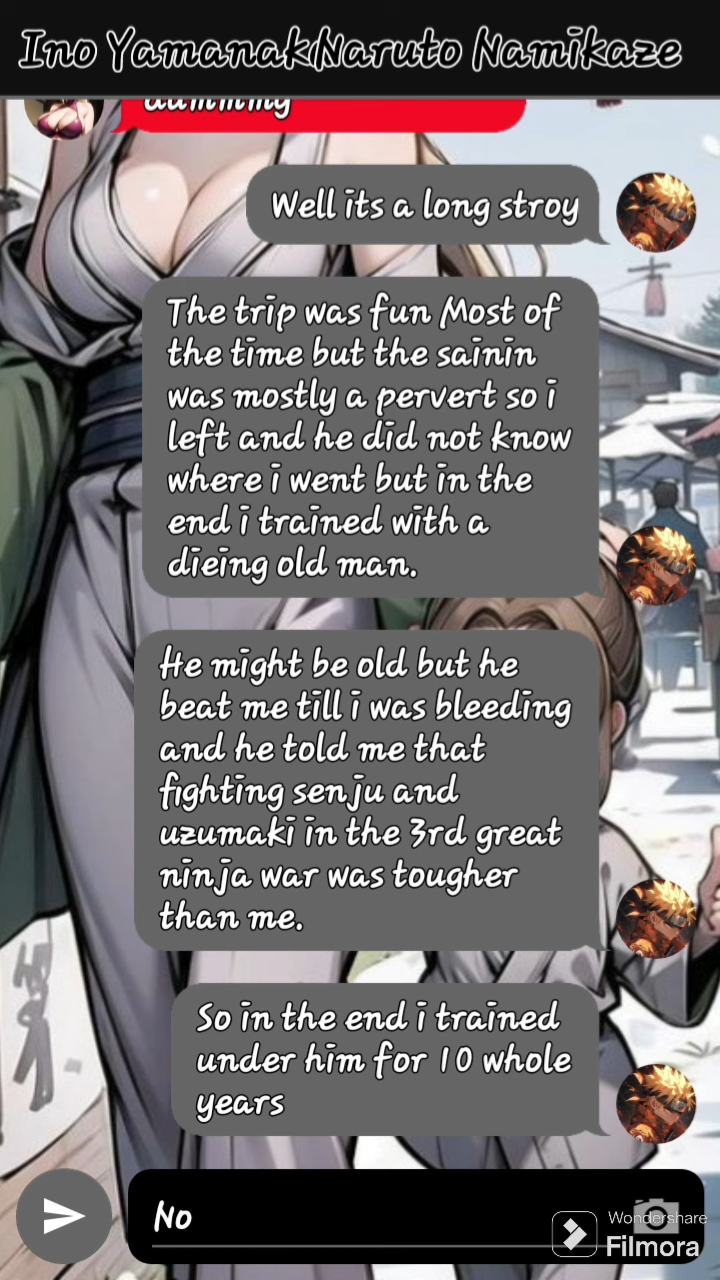 Ino YamanakNaruto Namikaze
Well its a long stroy
The trip was fun Most of
the time but the sainin
was mostly a pervert so i
left and he did not know
where i went but in the
end i trained with a
dieing old man.
He might be old but he
beat me till i was bleeding
and he told me that
fighting senju and
uzumaki in the 3rd great
ninja war was tougher
than me.
So in the end i trained
under him for 10 whole
years
No
Wondershare
Filmora